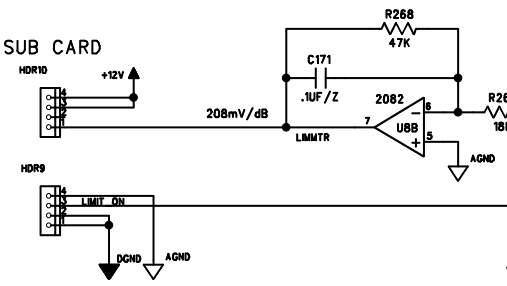 R268
47K
SUB CARD
HDR10
+12V
C171
.1UF/Z
4
3
2
1
208mV/dB
2082
7
6
5
U8B
LIMMTR
AGND
HDR9
4
3
2
1
LIMIT ON
DGND
AGND